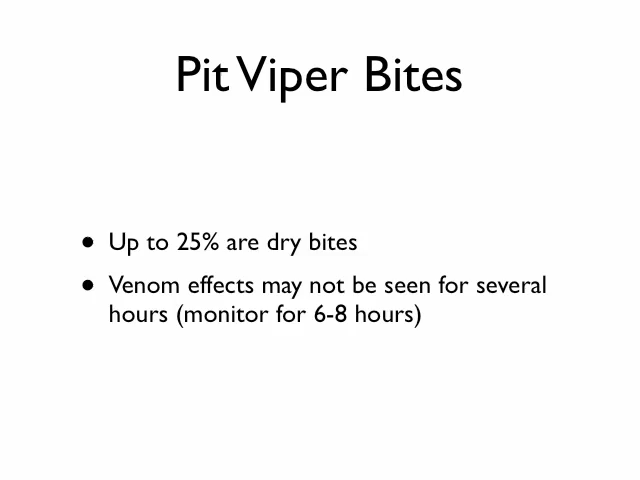 Pit Viper Bites
• Up to 25% are dry bites
• Venom effects may not be seen for several
hours (monitor for 6-8 hours)